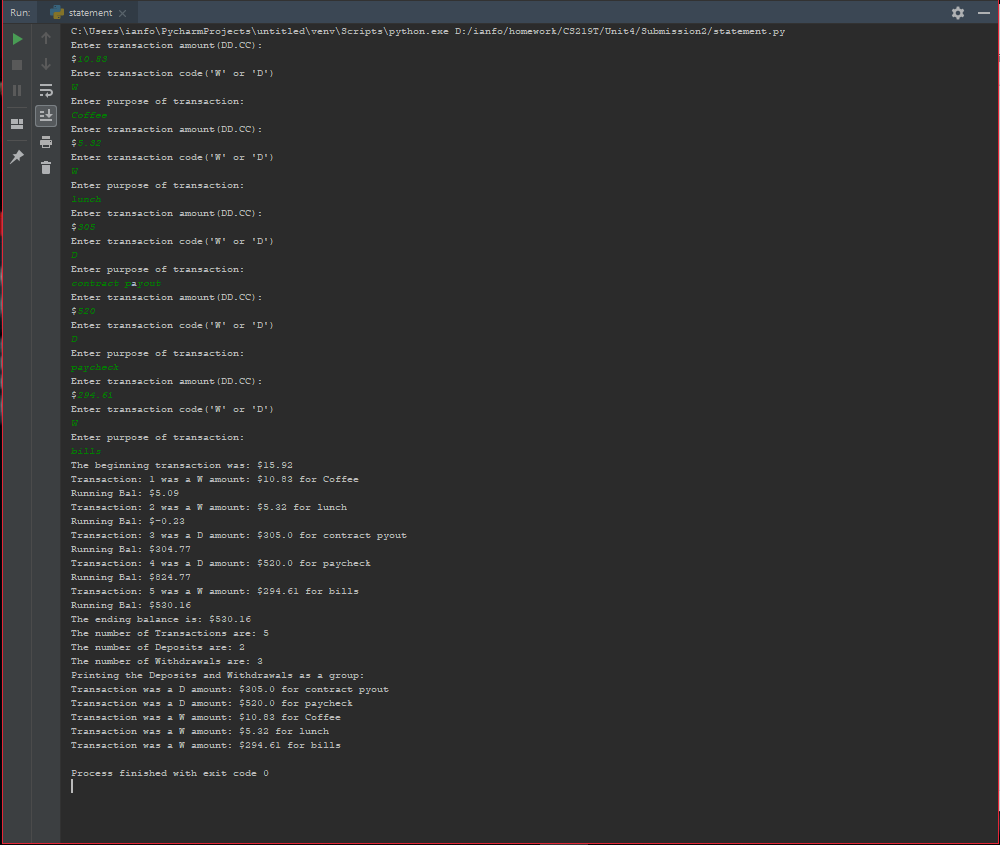 Run: statement
C:\Users\ianfo\PycharmProjects\untitled\venv\Scripts\python.exe D:/ianfo/homework/CS219T/Unit4/Submission2/statement.py
Enter transaction amount(DD.CC):
$10.83
Enter transaction code('W' or 'D')
W
Enter purpose of transaction:
Coffee
Enter transaction amount(DD.CC):
$5.32
Enter transaction code('W' or 'D')
W
Enter purpose of transaction:
lunch
Enter transaction amount(DD.CC):
$305
Enter transaction code('W' or 'D')
D
Enter purpose of transaction:
contract payout
Enter transaction amount(DD.CC):
$520
Enter transaction code('W' or 'D')
D
Enter purpose of transaction:
paycheck
Enter transaction amount(DD.CC):
$294.61
Enter transaction code('W' or 'D')
W
Enter purpose of transaction:
bills
The beginning transaction was: $15.92
Transaction: 1 was a W amount: $10.83 for Coffee
Running Bal: $5.09
Transaction: 2 was a W amount: $5.32 for lunch
Running Bal: $-0.23
Transaction: 3 was a D amount: $305.0 for contract pyout
Running Bal: $304.77
Transaction: 4 was a D amount: $520.0 for paycheck
Running Bal: $824.77
Transaction: 5 was a W amount: $294.61 for bills
Running Bal: $530.16
The ending balance is: $530.16
The number of Transactions are: 5
The number of Deposits are: 2
The number of Withdrawals are: 3
Printing the Deposits and Withdrawals as a group:
Transaction was a D amount: $305.0 for contract pyout
Transaction was a D amount: $520.0 for paycheck
Transaction was a W amount: $10.83 for Coffee
Transaction was a W amount: $5.32 for lunch
Transaction was a W amount: $294.61 for bills
Process finished with exit code 0